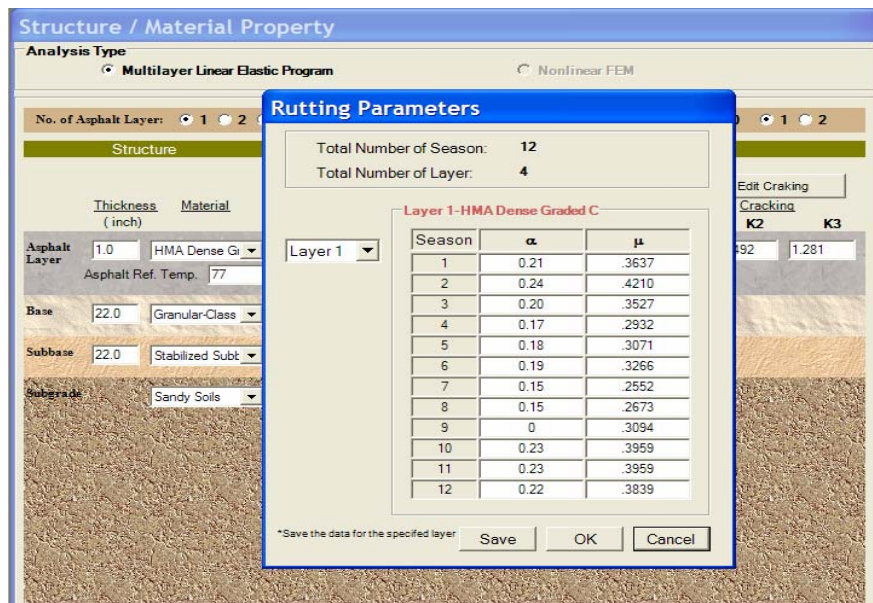 Structure / Material Property
Analysis Type
Multilayer Linear Elastic Program Nonlinear FEM
No. of Asphalt Layer: 1 2 1 2
Structure
Edit Craking
Thickness Material Cracking
( inch) K2 K3
Asphalt Layer 1.0 HMA Dense Gr 492 1.281
Asphalt Ref. Temp. 77
Base 22.0 Granular-Class
Subbase 22.0 Stabilized Subb
Subgrade Sandy Soils
Rutting Parameters
Total Number of Season: 12
Total Number of Layer: 4
Layer 1-HMA Dense Graded C
Layer 1
Season α μ
1 0.21 .3637
2 0.24 .4210
3 0.20 .3527
4 0.17 .2932
5 0.18 .3071
6 0.19 .3266
7 0.15 .2552
8 0.15 .2673
9 0 .3094
10 0.23 .3959
11 0.23 .3959
12 0.22 .3839
*Save the data for the specifed layer Save OK Cancel